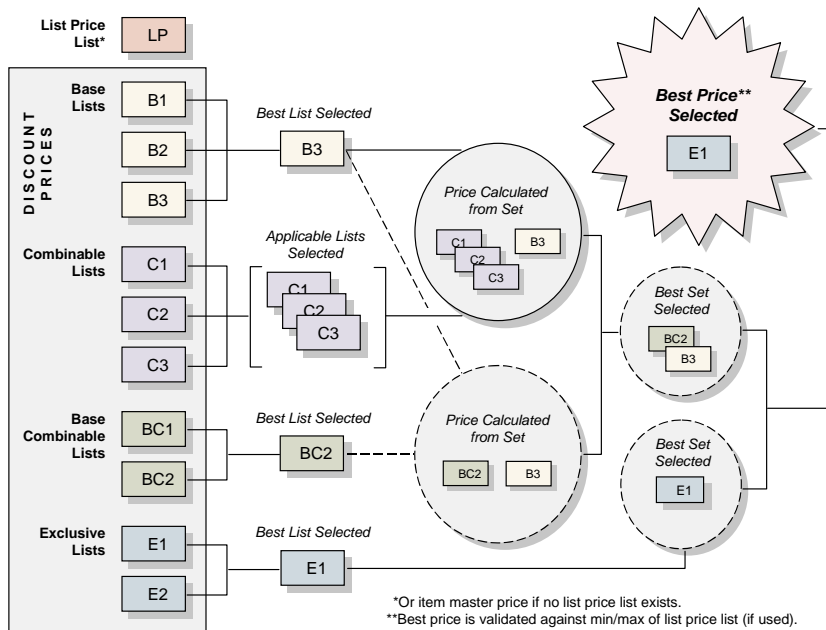 List Price
List*
LP
DISCOUNT
PRICES
Base
Lists
B1
B2
B3
Best List Selected
B3
Combinable
Lists
C1
C2
C3
Applicable Lists
Selected
C1
C2
C3
Base
Combinable
Lists
BC1
BC2
Best List Selected
BC2
Exclusive
Lists
E1
E2
Best List Selected
E1
Price Calculated
from Set
C1
C2
C3
B3
Price Calculated
from Set
BC2
B3
Best Set
Selected
BC2
B3
Best Set
Selected
E1
Best Price**
Selected
E1
*Or item master price if no list price list exists.
**Best price is validated against min/max of list price list (if used).